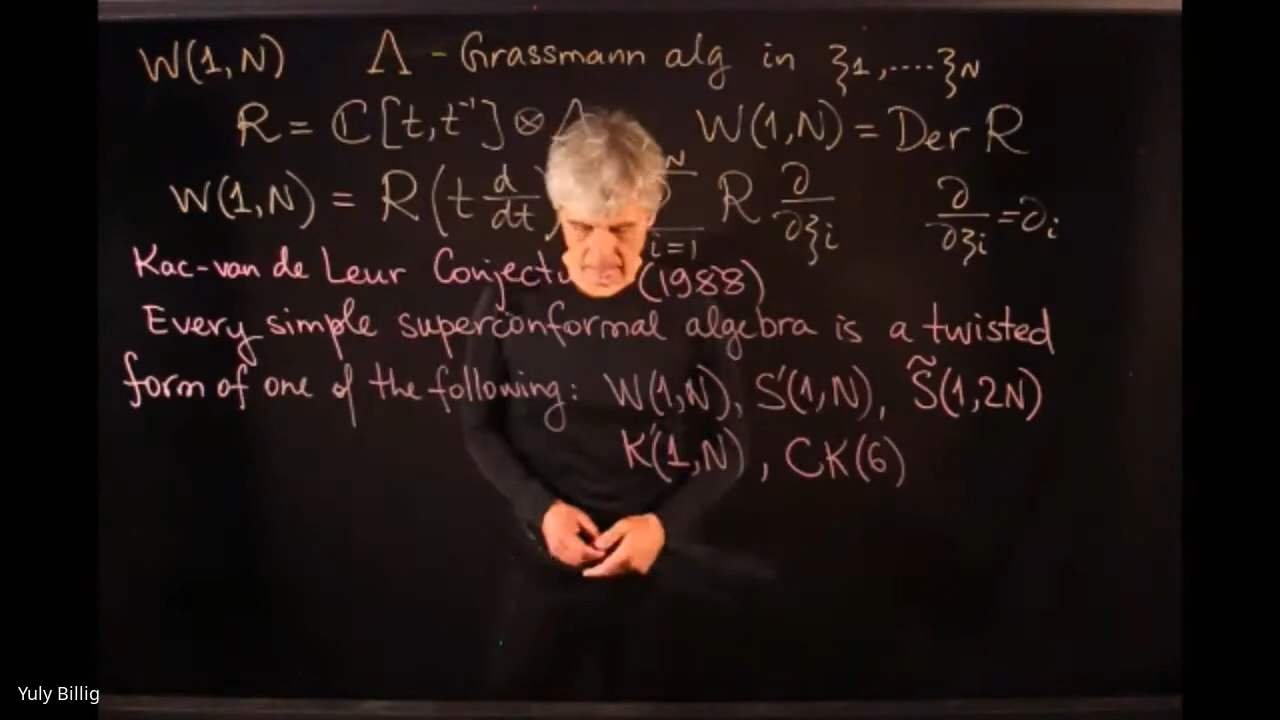 W(1,N) Λ - Grassmann alg in ξ1,....ξN
R = ℂ[t,t⁻¹] ⊗ Λ W(1,N) = Der R
W(1,N) = R(t d/dt) N i=1 R ∂/∂ξi ∂/∂ξi = ∂i
Kac-van de Leur (1988)
Every simple superconformal algebra is a twisted
form of one of the following: W(1,N), S'(1,N), S̃(1,2N)
K'(1,N), CK(6)
Yuly Billig